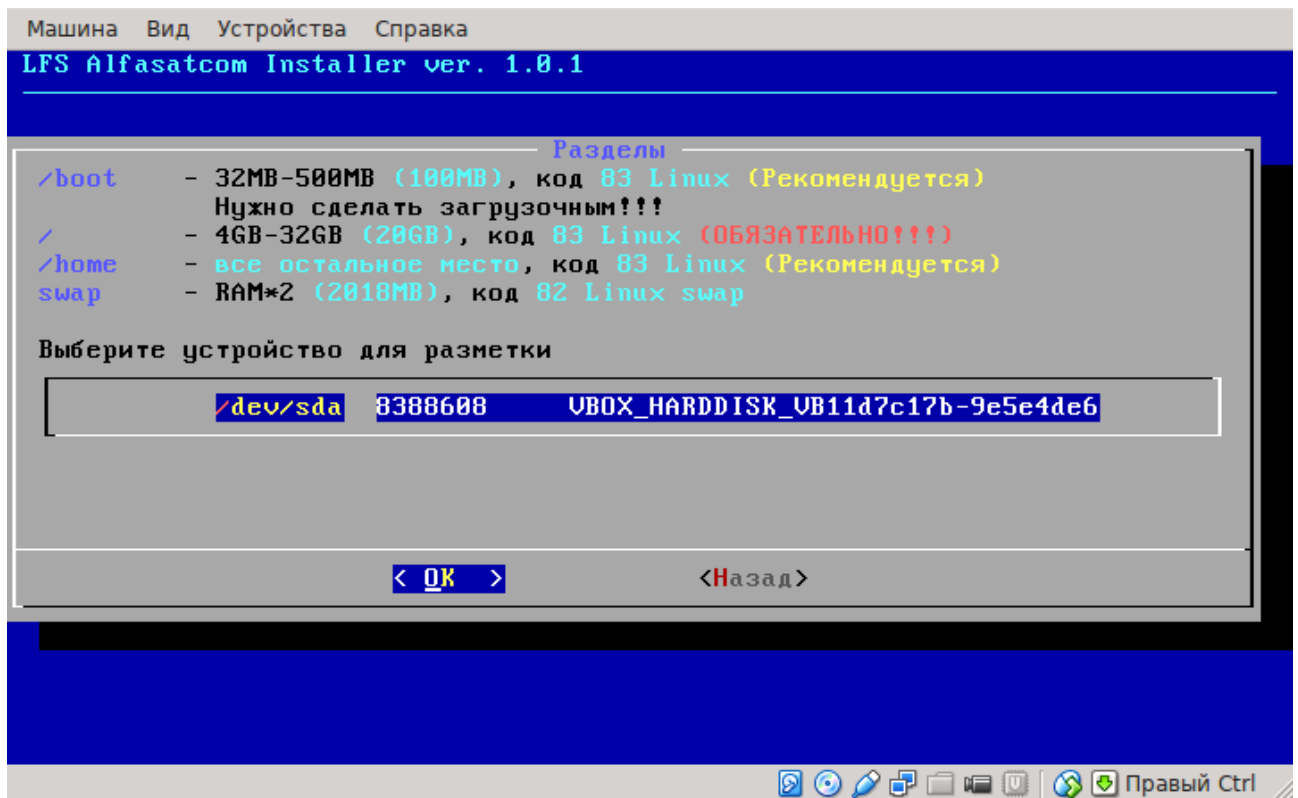 Машина Вид Устройства Справка
LFS Alfasatcom Installer ver. 1.0.1
Разделы
/boot - 32MB-500MB (100MB), код 83 Linux (Рекомендуется)
Нужно сделать загрузочным!!!
/ - 4GB-32GB (20GB), код 83 Linux (ОБЯЗАТЕЛЬНО!!!)
/home - все остальное место, код 83 Linux (Рекомендуется)
swap - RAM*2 (2018MB), код 82 Linux swap
Выберите устройство для разметки
/dev/sda 8388608 VBOX_HARDDISK_VB11d7c17b-9e5e4de6
< OK > <Назад>
Правый Ctrl